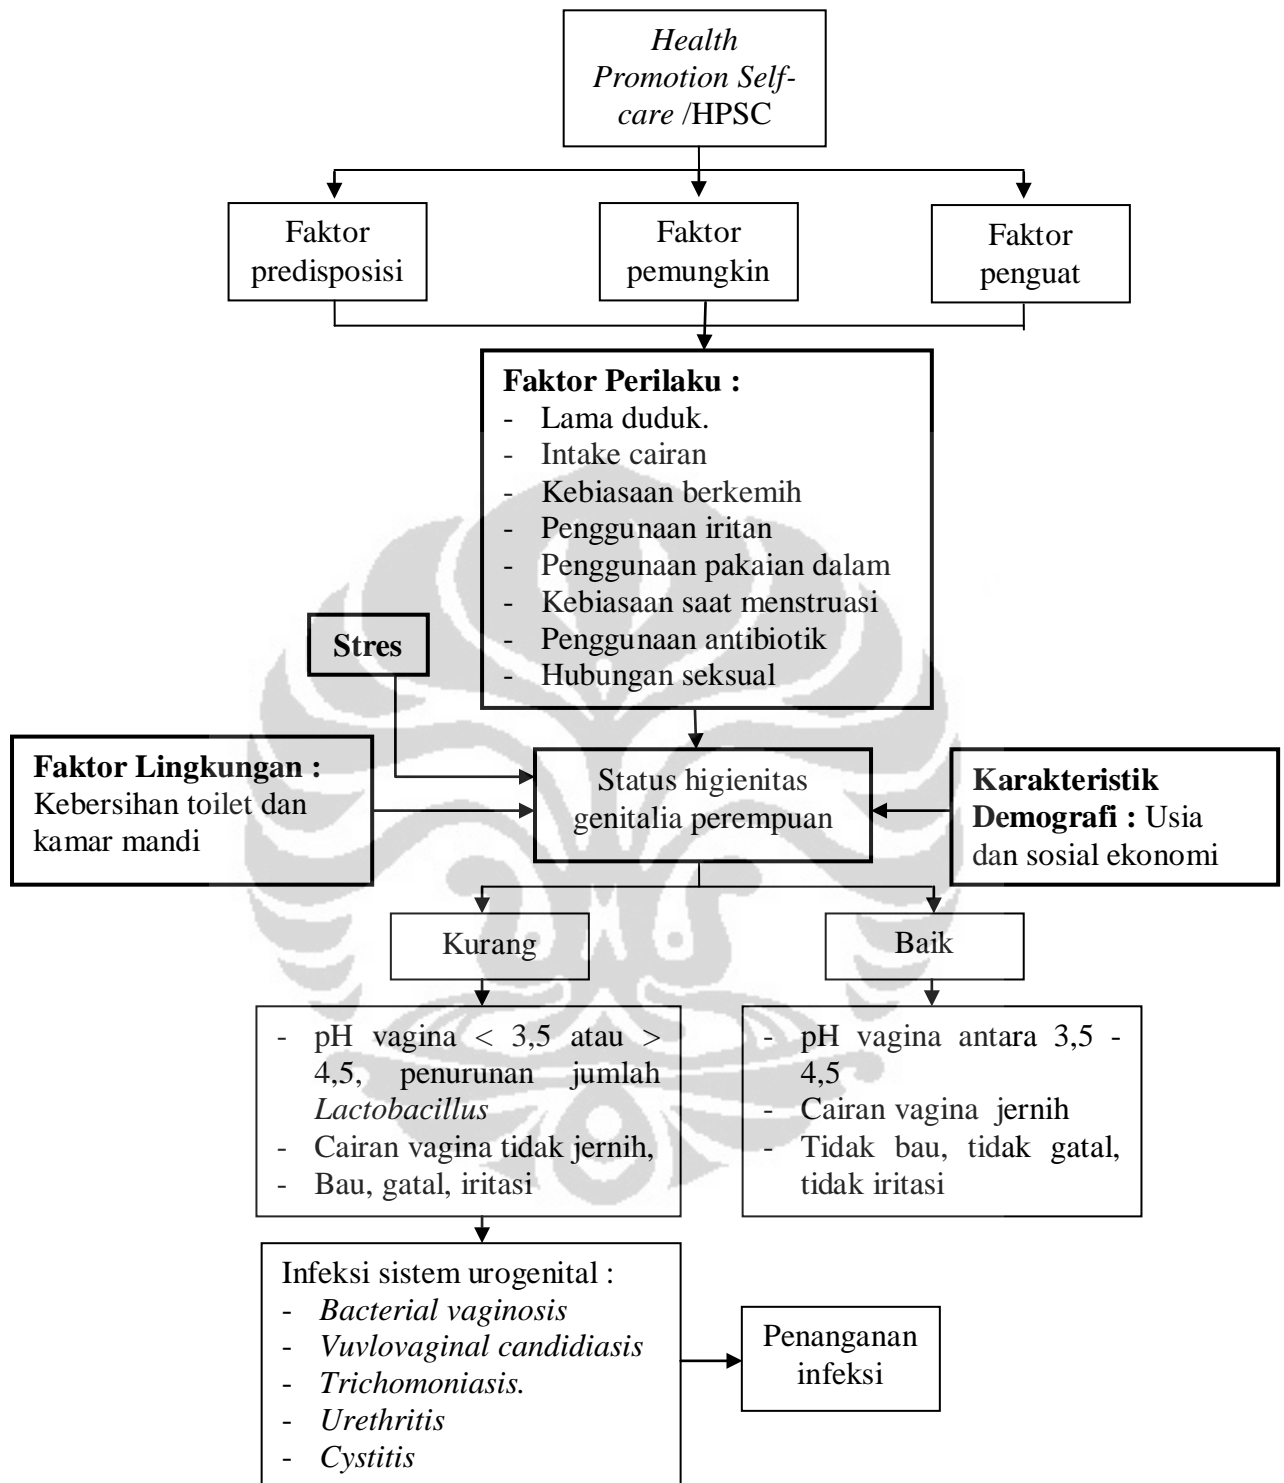 Health
Promotion Self-
care /HPSC
Faktor
predisposisi
Faktor
pemungkin
Faktor
penguat
Faktor Perilaku :
- Lama duduk.
- Intake cairan
- Kebiasaan berkemih
- Penggunaan iritan
- Penggunaan pakaian dalam
- Kebiasaan saat menstruasi
- Penggunaan antibiotik
- Hubungan seksual
Stres
Faktor Lingkungan :
Kebersihan toilet dan
kamar mandi
Status higienitas
genitalia perempuan
Karakteristik
Demografi : Usia
dan sosial ekonomi
Kurang
Baik
- pH vagina < 3,5 atau >
4,5, penurunan jumlah
Lactobacillus
- Cairan vagina tidak jernih,
- Bau, gatal, iritasi
- pH vagina antara 3,5 -
4,5
- Cairan vagina jernih
- Tidak bau, tidak gatal,
tidak iritasi
Infeksi sistem urogenital :
- Bacterial vaginosis
- Vuvlovaginal candidiasis
- Trichomoniasis.
- Urethritis
- Cystitis
Penanganan
infeksi